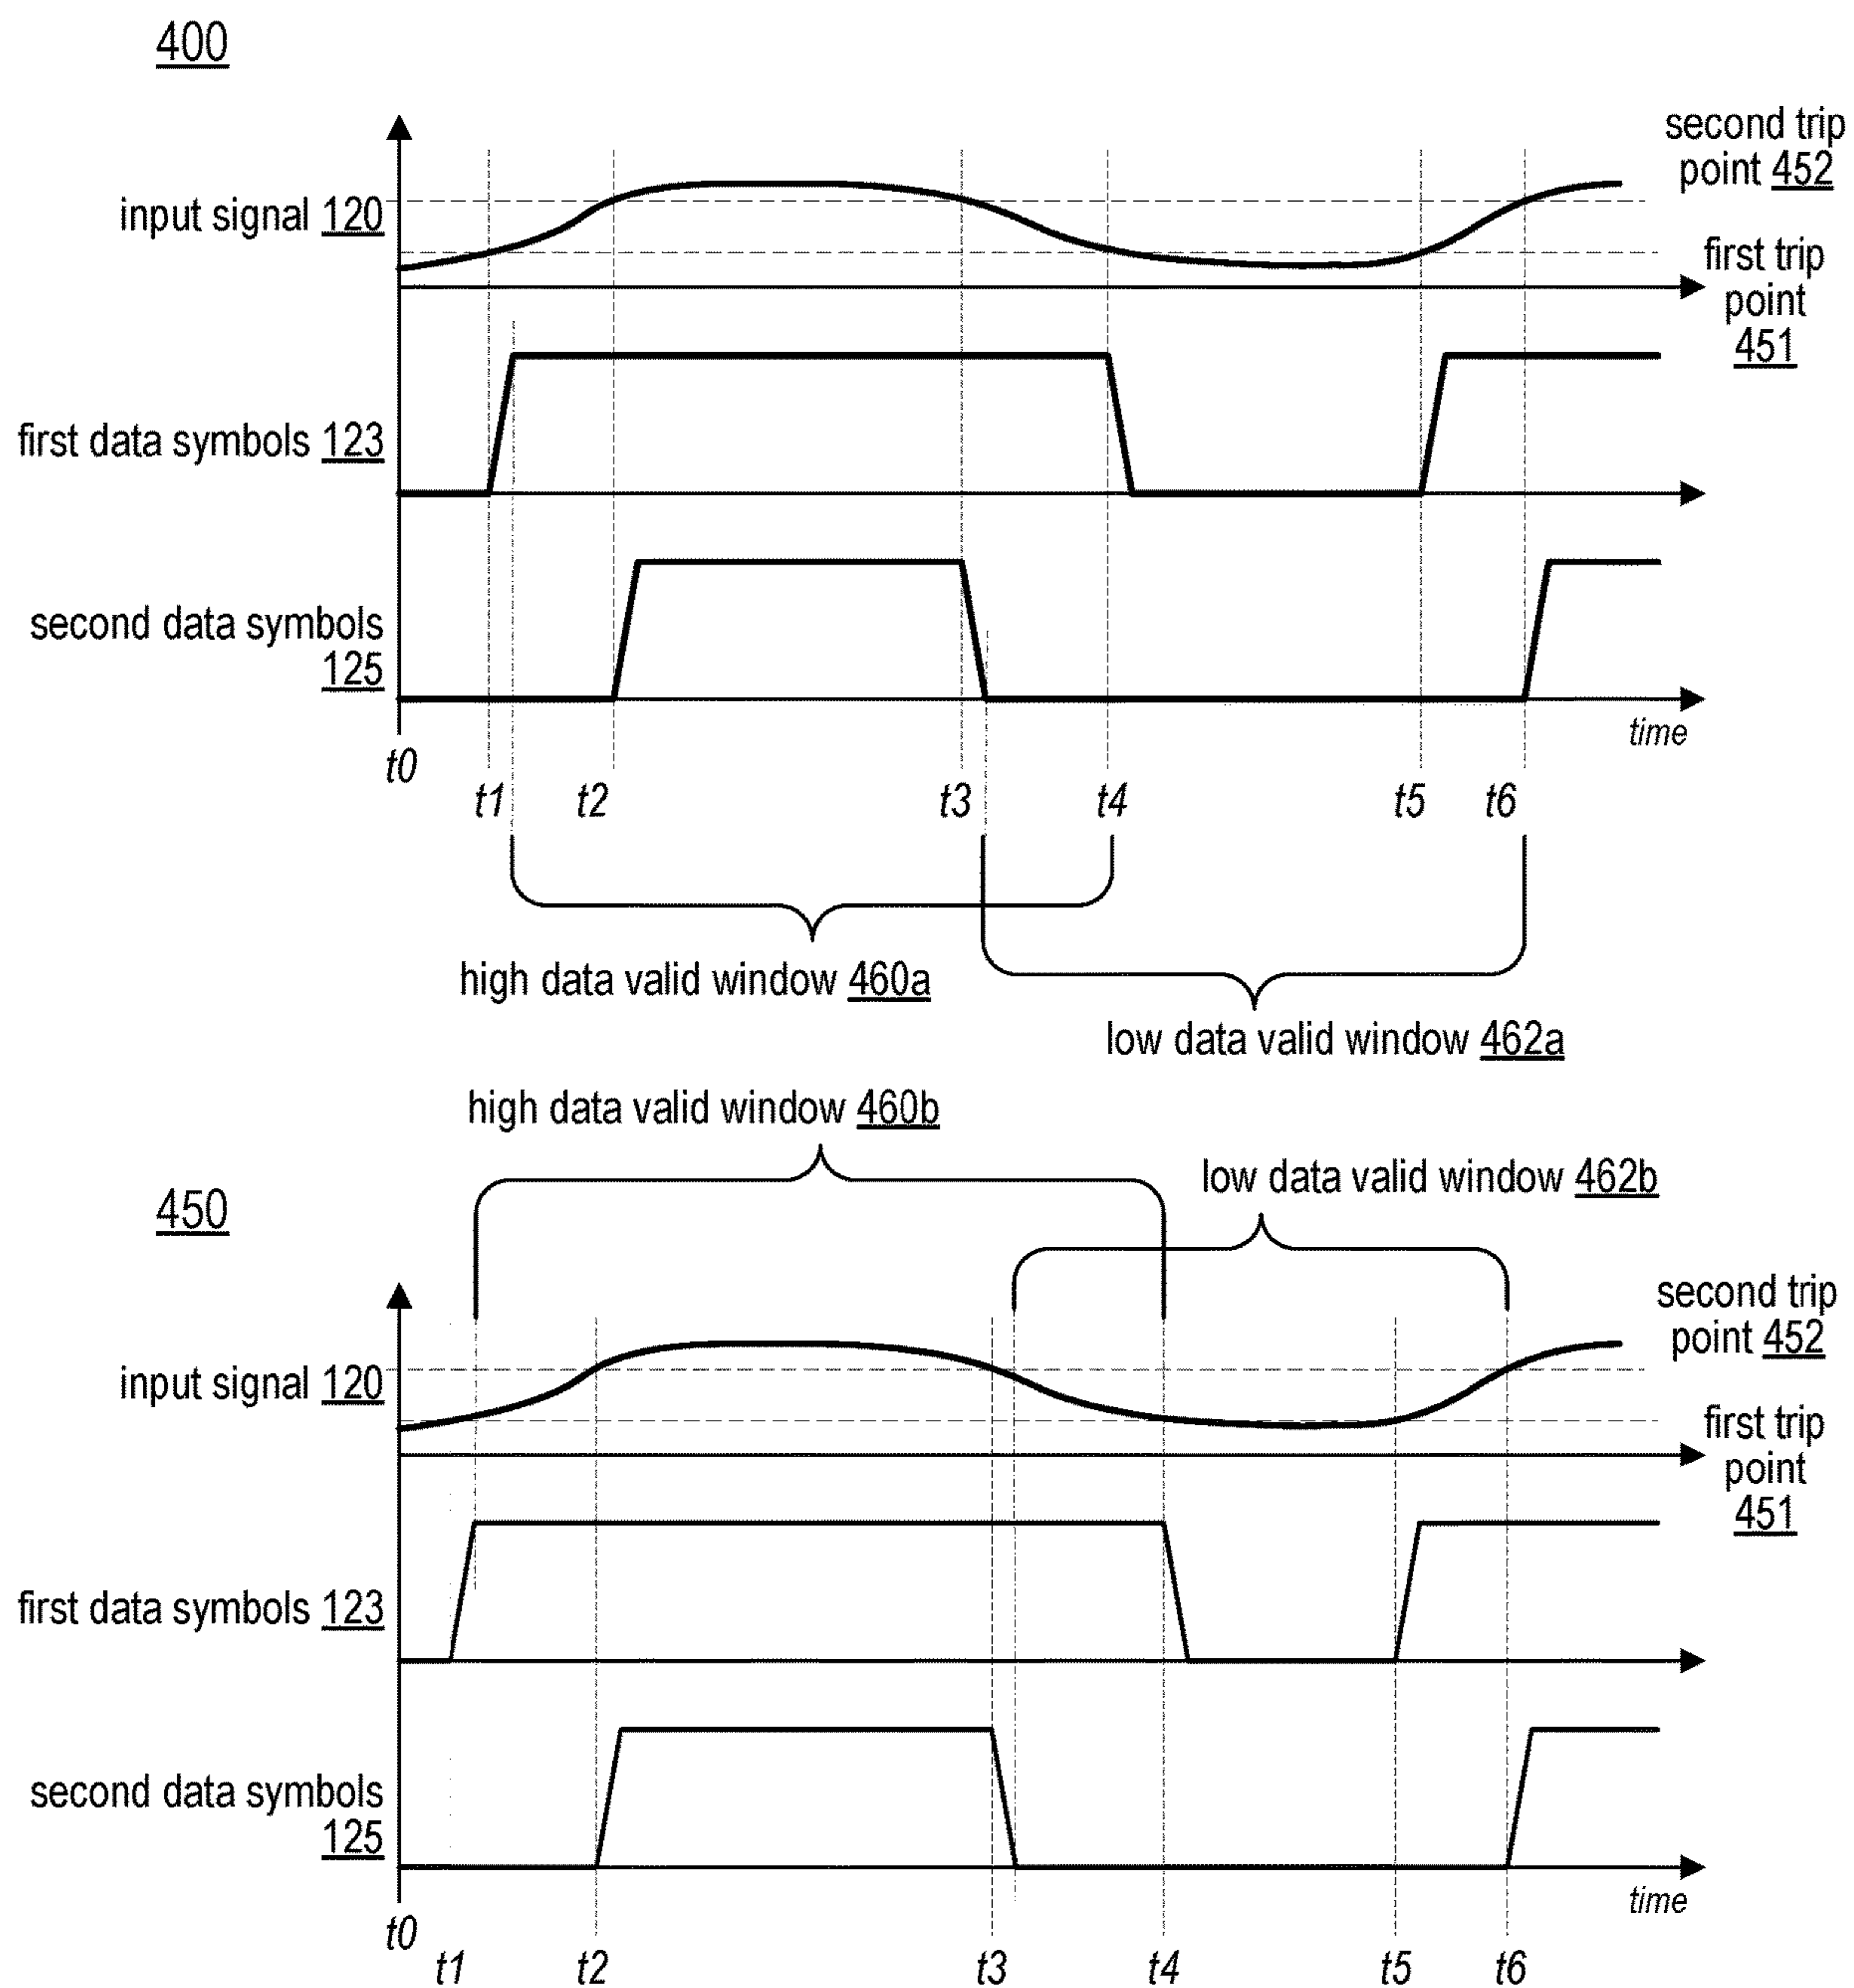 400
second trip
point 452
input signal 120
first trip
point
451
first data symbols 123
second data symbols
125
time
t0
t1 t2 t3 t4 t5 t6
high data valid window 460a
low data valid window 462a
high data valid window 460b
low data valid window 462b
450
second trip
point 452
input signal 120
first trip
point
451
first data symbols 123
second data symbols
125
time
t0
t1 t2 t3 t4 t5 t6